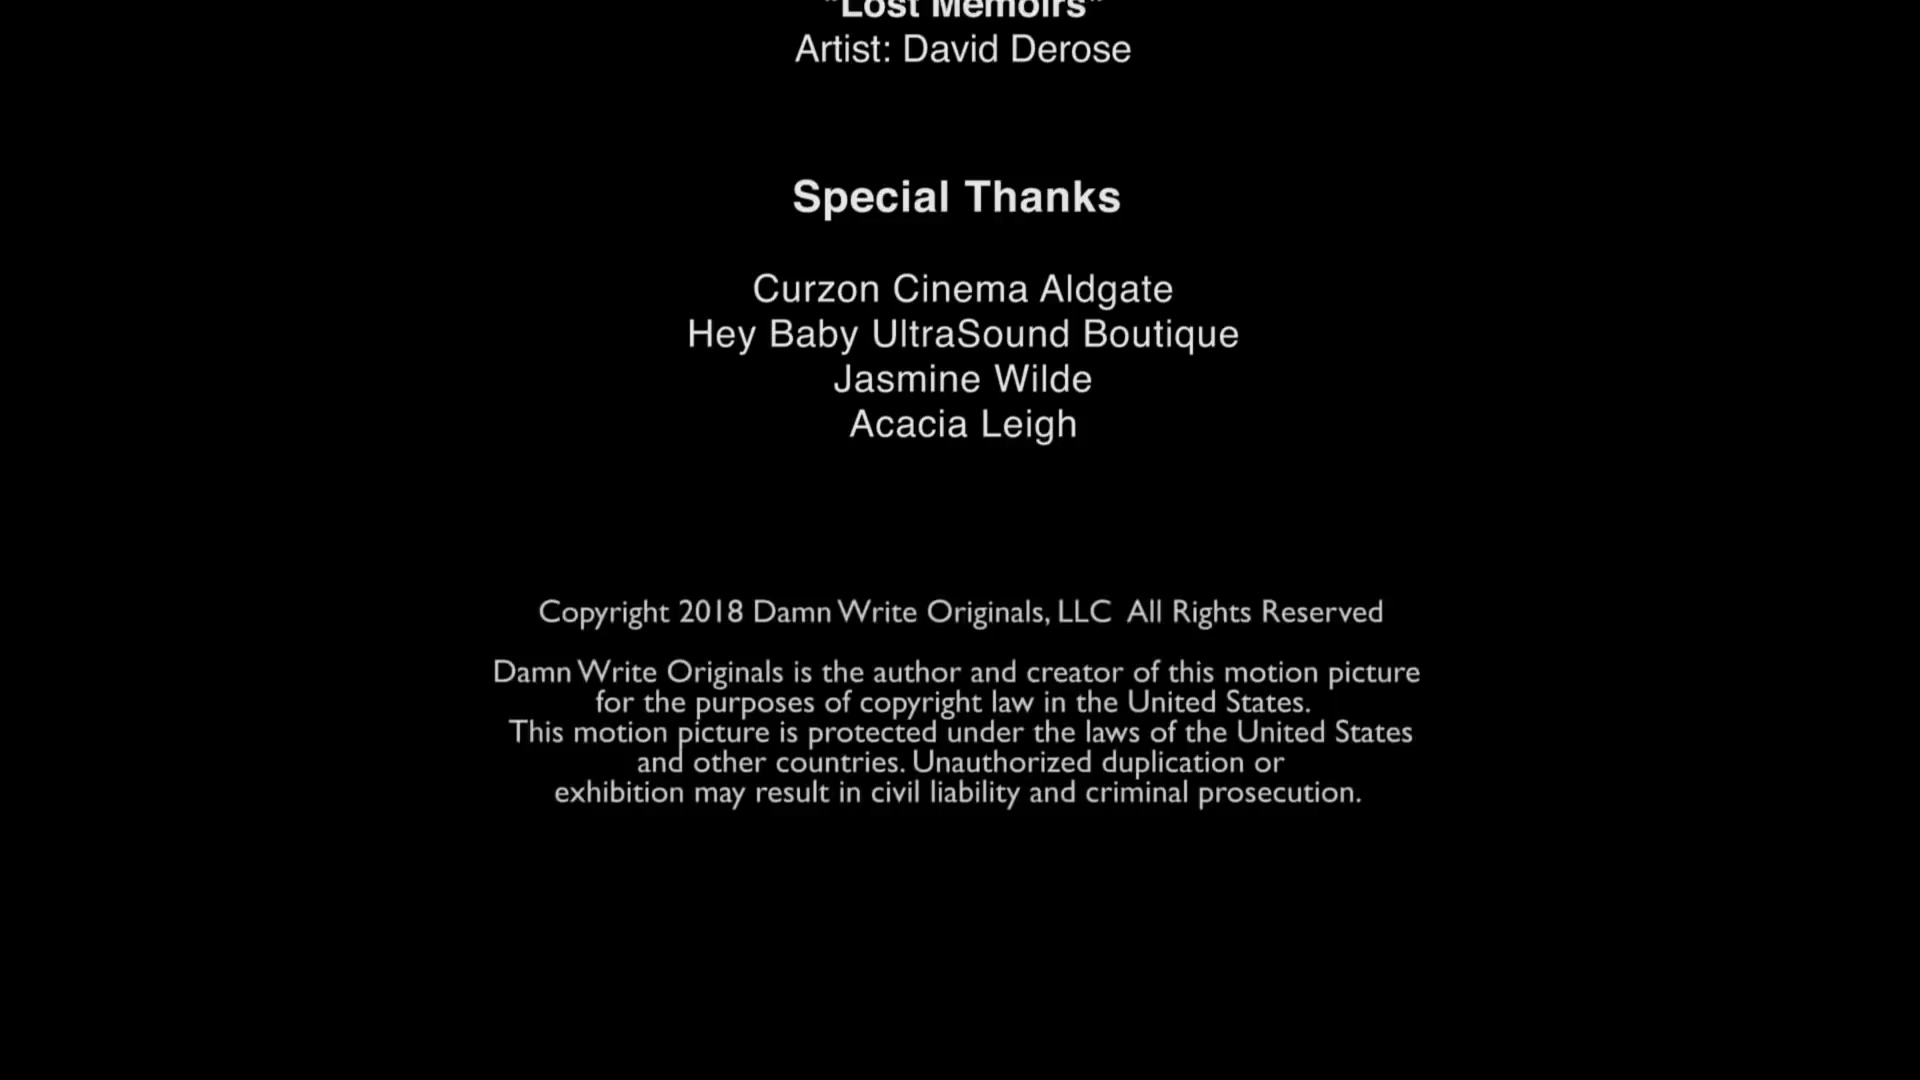 "Lost Memoirs"
Artist: David Derose
Special Thanks
Curzon Cinema Aldgate
Hey Baby UltraSound Boutique
Jasmine Wilde
Acacia Leigh
Copyright 2018 Damn Write Originals, LLC All Rights Reserved
Damn Write Originals is the author and creator of this motion picture
for the purposes of copyright law in the United States.
This motion picture is protected under the laws of the United States
and other countries. Unauthorized duplication or
exhibition may result in civil liability and criminal prosecution.